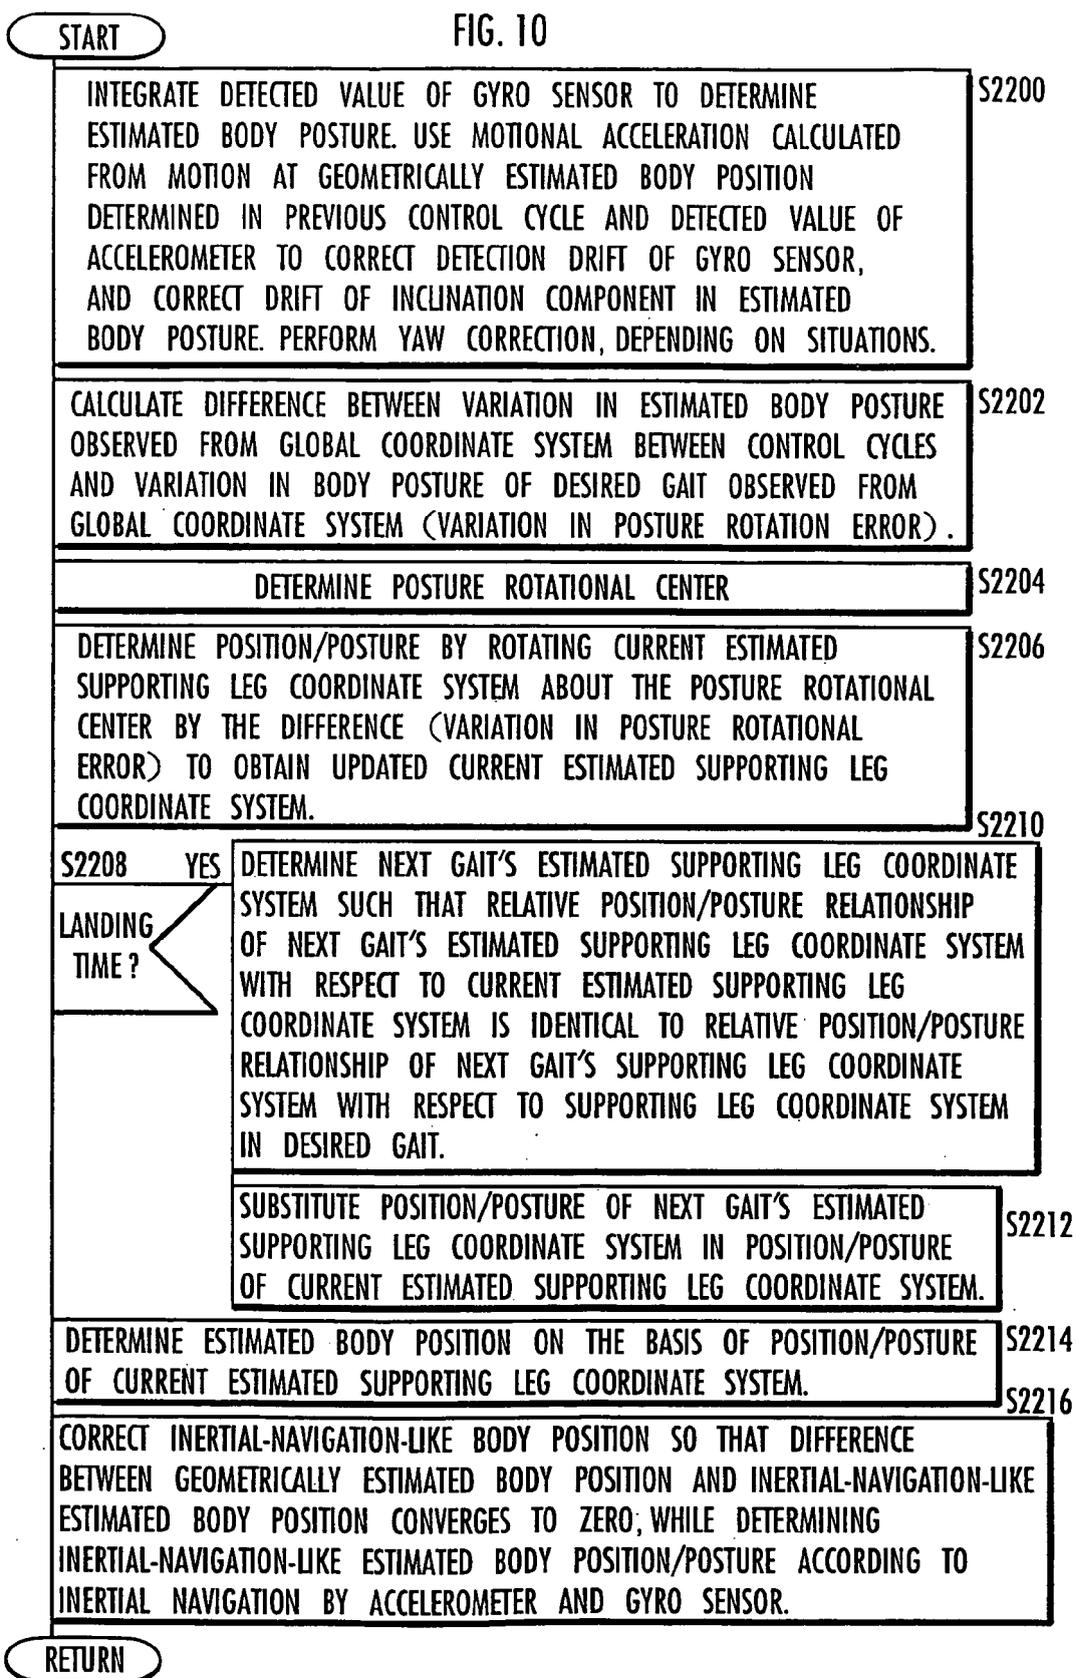 FIG. 10
START
S2200
INTEGRATE DETECTED VALUE OF GYRO SENSOR TO DETERMINE
ESTIMATED BODY POSTURE. USE MOTIONAL ACCELERATION CALCULATED
FROM MOTION AT GEOMETRICALLY ESTIMATED BODY POSITION
DETERMINED IN PREVIOUS CONTROL CYCLE AND DETECTED VALUE OF
ACCELEROMETER TO CORRECT DETECTION DRIFT OF GYRO SENSOR,
AND CORRECT DRIFT OF INCLINATION COMPONENT IN ESTIMATED
BODY POSTURE. PERFORM YAW CORRECTION, DEPENDING ON SITUATIONS.
S2202
CALCULATE DIFFERENCE BETWEEN VARIATION IN ESTIMATED BODY POSTURE
OBSERVED FROM GLOBAL COORDINATE SYSTEM BETWEEN CONTROL CYCLES
AND VARIATION IN BODY POSTURE OF DESIRED GAIT OBSERVED FROM
GLOBAL COORDINATE SYSTEM (VARIATION IN POSTURE ROTATION ERROR).
S2204
DETERMINE POSTURE ROTATIONAL CENTER
S2206
DETERMINE POSITION/POSTURE BY ROTATING CURRENT ESTIMATED
SUPPORTING LEG COORDINATE SYSTEM ABOUT THE POSTURE ROTATIONAL
CENTER BY THE DIFFERENCE (VARIATION IN POSTURE ROTATIONAL
ERROR) TO OBTAIN UPDATED CURRENT ESTIMATED SUPPORTING LEG
COORDINATE SYSTEM.
S2208
YES
LANDING
TIME?
S2210
DETERMINE NEXT GAIT'S ESTIMATED SUPPORTING LEG COORDINATE
SYSTEM SUCH THAT RELATIVE POSITION/POSTURE RELATIONSHIP
OF NEXT GAIT'S ESTIMATED SUPPORTING LEG COORDINATE SYSTEM
WITH RESPECT TO CURRENT ESTIMATED SUPPORTING LEG
COORDINATE SYSTEM IS IDENTICAL TO RELATIVE POSITION/POSTURE
RELATIONSHIP OF NEXT GAIT'S SUPPORTING LEG COORDINATE
SYSTEM WITH RESPECT TO SUPPORTING LEG COORDINATE SYSTEM
IN DESIRED GAIT.
S2212
SUBSTITUTE POSITION/POSTURE OF NEXT GAIT'S ESTIMATED
SUPPORTING LEG COORDINATE SYSTEM IN POSITION/POSTURE
OF CURRENT ESTIMATED SUPPORTING LEG COORDINATE SYSTEM.
S2214
DETERMINE ESTIMATED BODY POSITION ON THE BASIS OF POSITION/POSTURE
OF CURRENT ESTIMATED SUPPORTING LEG COORDINATE SYSTEM.
S2216
CORRECT INERTIAL-NAVIGATION-LIKE BODY POSITION SO THAT DIFFERENCE
BETWEEN GEOMETRICALLY ESTIMATED BODY POSITION AND INERTIAL-NAVIGATION-LIKE
ESTIMATED BODY POSITION CONVERGES TO ZERO, WHILE DETERMINING
INERTIAL-NAVIGATION-LIKE ESTIMATED BODY POSITION/POSTURE ACCORDING TO
INERTIAL NAVIGATION BY ACCELEROMETER AND GYRO SENSOR.
RETURN